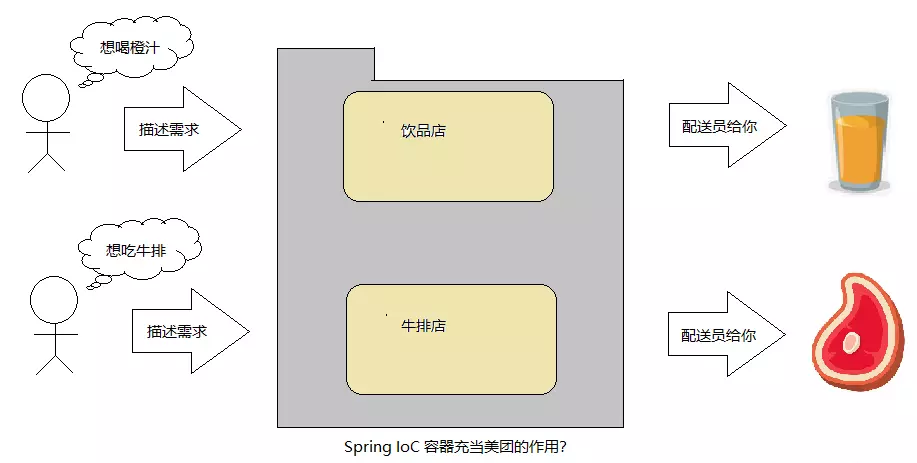 想喝橙汁
描述需求
饮品店
配送员给你
想吃牛排
描述需求
牛排店
配送员给你
Spring IoC 容器充当美团的作用？